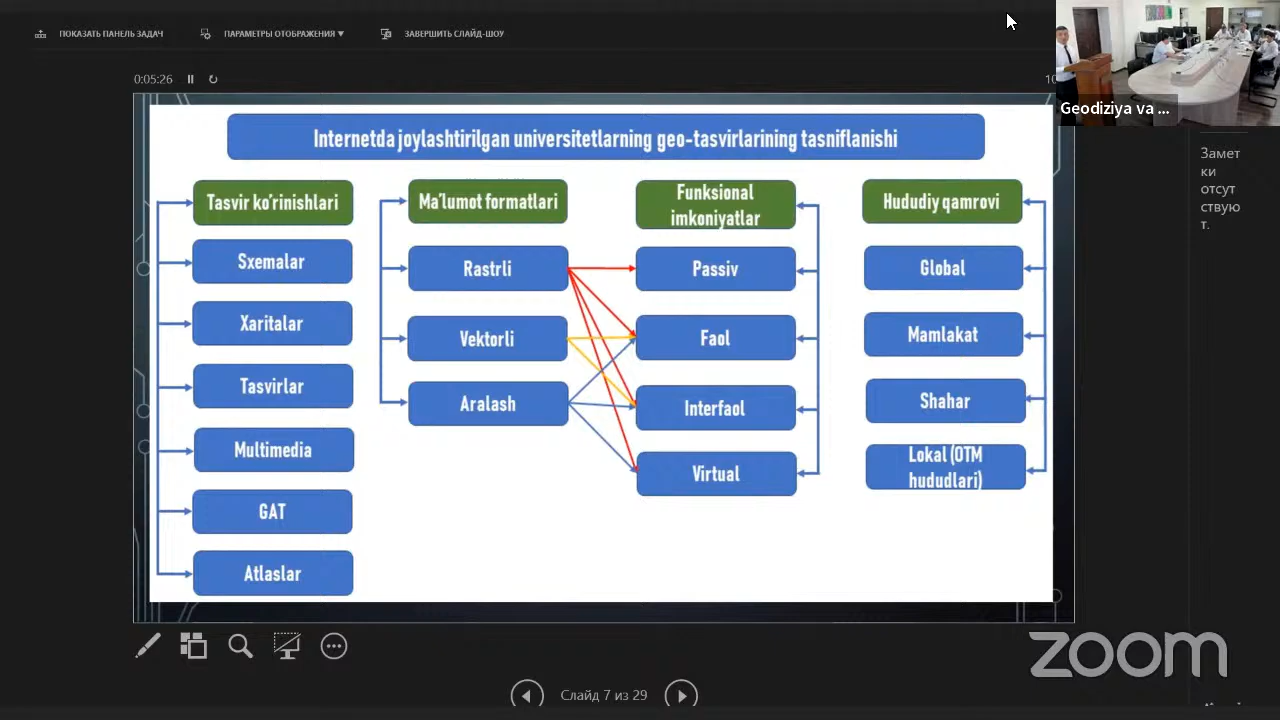 ПОКАЗАТЬ ПАНЕЛЬ ЗАДАЧ
ПАРАМЕТРЫ ОТОБРАЖЕНИЯ ▼
ЗАВЕРШИТЬ СЛАЙД-ШОУ
0:05:26
Geodiziya va ...
Замет
ки
отсут
ствую
т.
Internetda joylashtirilgan universitetlarning geo-tasvirlarining tasniflanishi
Tasvir ko'rinishlari
Sxemalar
Xaritalar
Tasvirlar
Multimedia
GAT
Atlaslar
Ma'lumot formatlari
Rastrli
Vektorli
Aralash
Funksional
imkoniyatlar
Passiv
Faol
Interfaol
Virtual
Hududiy qamrovi
Global
Mamlakat
Shahar
Lokal (OTM
hududlari)
zoom
Слайд 7 из 29